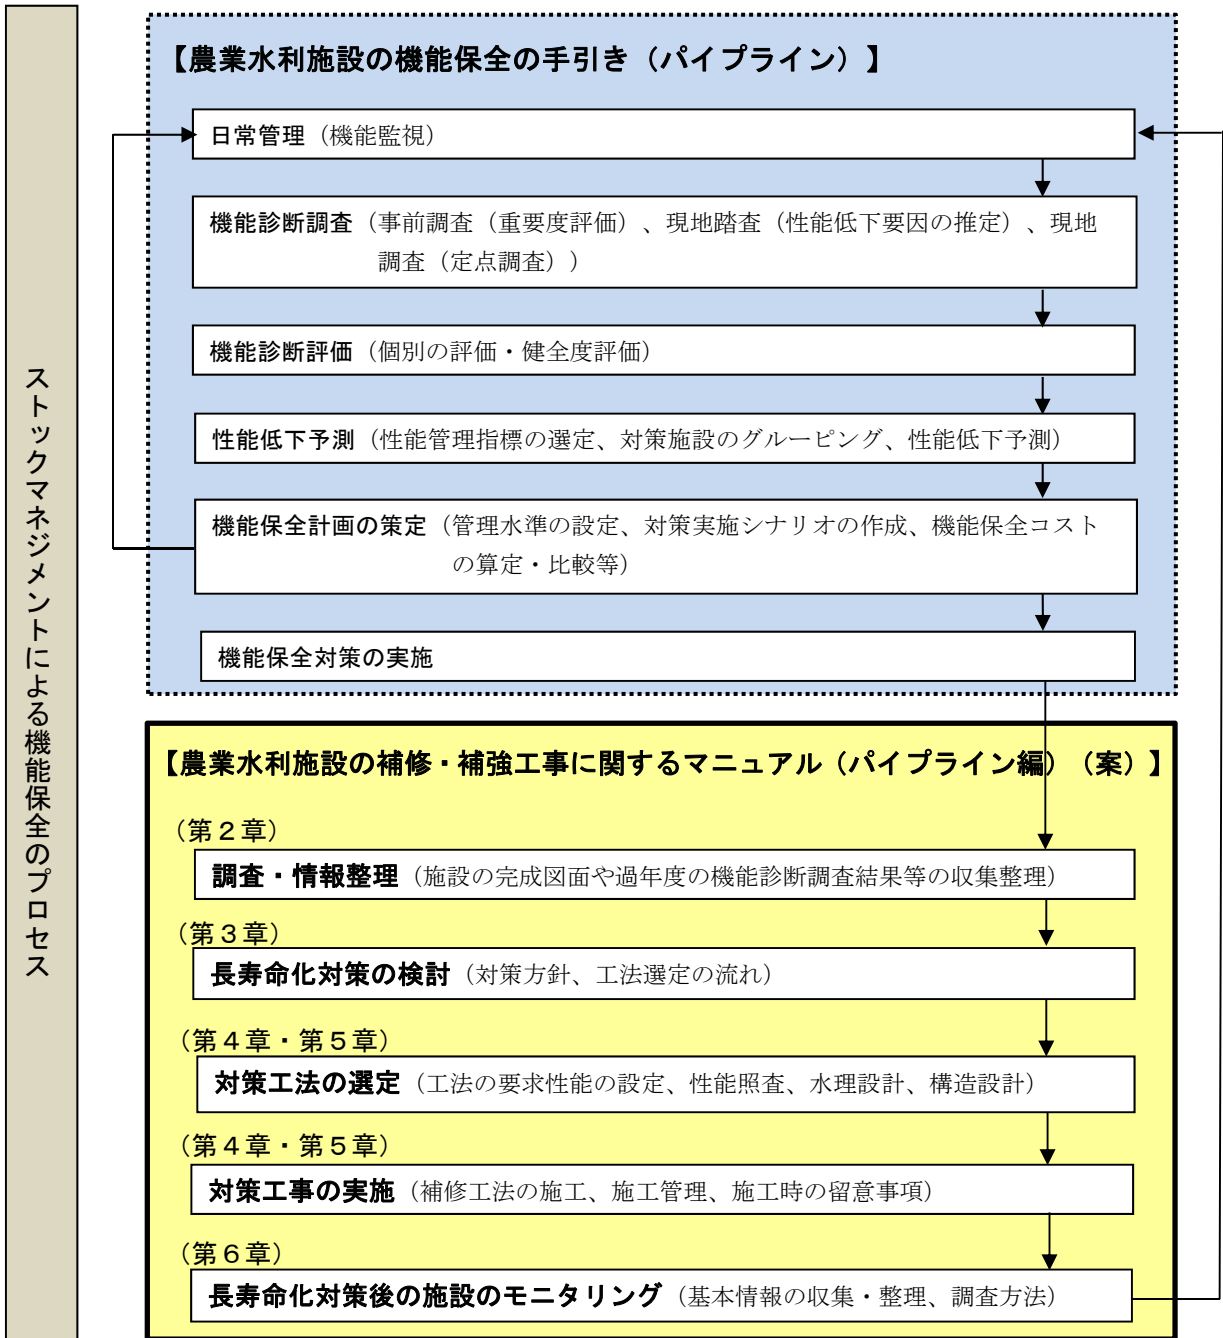 ストックマネジメントによる機能保全のプロセス
【農業水利施設の機能保全の手引き（パイプライン）】
日常管理（機能監視）
機能診断調査（事前調査（重要度評価）、現地踏査（性能低下要因の推定）、現地
調査（定点調査））
機能診断評価（個別の評価・健全度評価）
性能低下予測（性能管理指標の選定、対策施設のグルーピング、性能低下予測）
機能保全計画の策定（管理水準の設定、対策実施シナリオの作成、機能保全コスト
の算定・比較等）
機能保全対策の実施
【農業水利施設の補修・補強工事に関するマニュアル（パイプライン編）（案）】
（第２章）
調査・情報整理（施設の完成図面や過年度の機能診断調査結果等の収集整理）
（第３章）
長寿命化対策の検討（対策方針、工法選定の流れ）
（第４章・第５章）
対策工法の選定（工法の要求性能の設定、性能照査、水理設計、構造設計）
（第４章・第５章）
対策工事の実施（補修工法の施工、施工管理、施工時の留意事項）
（第６章）
長寿命化対策後の施設のモニタリング（基本情報の収集・整理、調査方法）